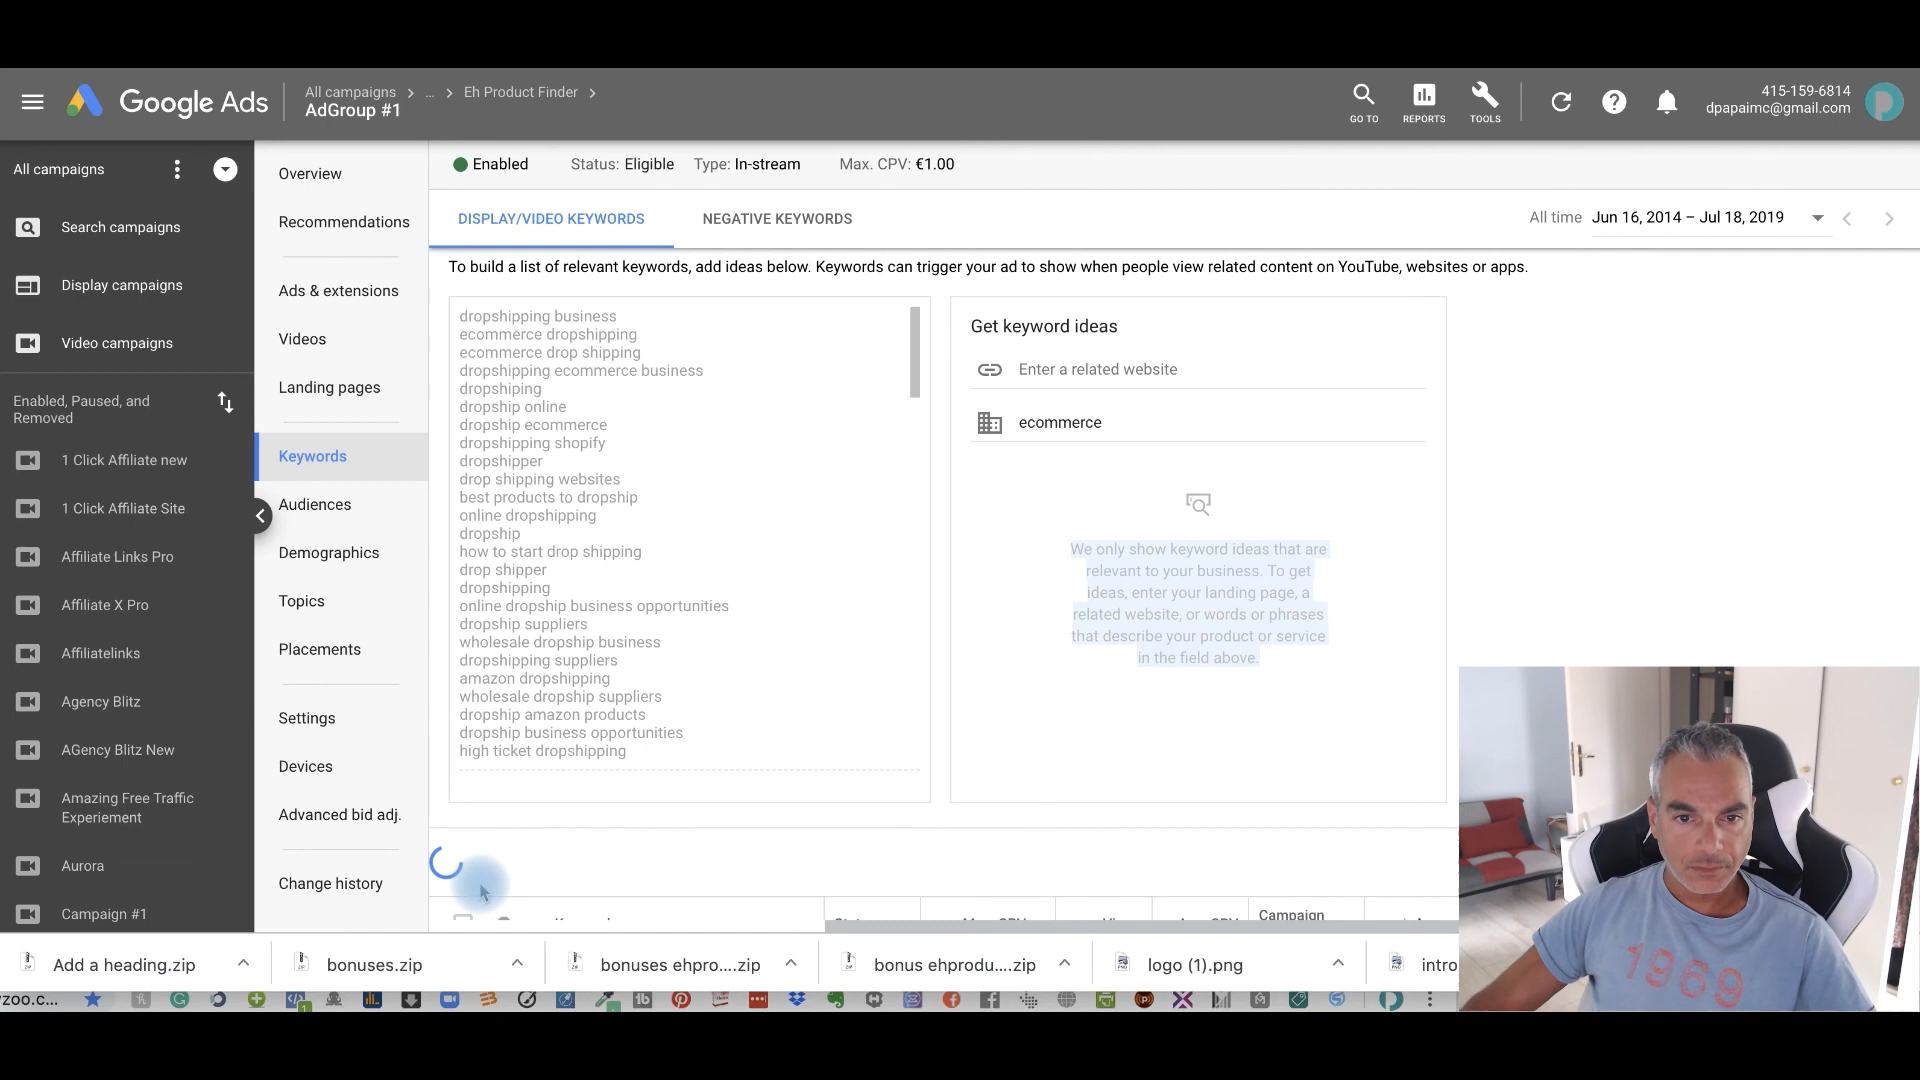 Google Ads
All campaigns > ... > Eh Product Finder >
AdGroup #1
GO TO
REPORTS
TOOLS
415-159-6814
dpapaimc@gmail.com
All campaigns
Search campaigns
Display campaigns
Video campaigns
Enabled, Paused, and
Removed
1 Click Affiliate new
1 Click Affiliate Site
Affiliate Links Pro
Affiliate X Pro
Affiliatelinks
Agency Blitz
AGency Blitz New
Amazing Free Traffic
Experiement
Aurora
Campaign #1
Overview
Recommendations
Ads & extensions
Videos
Landing pages
Keywords
Audiences
Demographics
Topics
Placements
Settings
Devices
Advanced bid adj.
Change history
Enabled Status: Eligible Type: In-stream Max. CPV: €1.00
DISPLAY/VIDEO KEYWORDS
NEGATIVE KEYWORDS
All time Jun 16, 2014 – Jul 18, 2019
To build a list of relevant keywords, add ideas below. Keywords can trigger your ad to show when people view related content on YouTube, websites or apps.
dropshipping business
ecommerce dropshipping
ecommerce drop shipping
dropshipping ecommerce business
dropshiping
dropship online
dropship ecommerce
dropshipping shopify
dropshipper
drop shipping websites
best products to dropship
online dropshipping
dropship
how to start drop shipping
drop shipper
dropshipping
online dropship business opportunities
dropship suppliers
wholesale dropship business
dropshipping suppliers
amazon dropshipping
wholesale dropship suppliers
dropship amazon products
dropship business opportunities
high ticket dropshipping
Get keyword ideas
Enter a related website
ecommerce
We only show keyword ideas that are
relevant to your business. To get
ideas, enter your landing page, a
related website, or words or phrases
that describe your product or service
in the field above.
Campaign
Add a heading.zip
bonuses.zip
bonuses ehpro....zip
bonus ehprodu....zip
logo (1).png
intro
yzoo.c...
1969